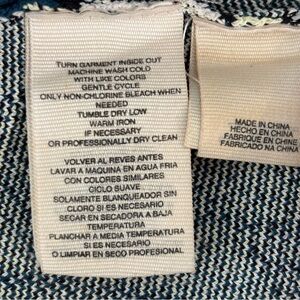 TURN GARMENT INSIDE OUT
MACHINE WASH COLD
WITH LIKE COLORS
GENTLE CYCLE
ONLY NON-CHLORINE BLEACH WHEN
NEEDED
TUMBLE DRY LOW
WARM IRON
IF NECESSARY
OR PROFESSIONALLY DRY CLEAN
VOLVER AL REVES ANTES
LAVAR A MAQUINA EN AGUA FRIA
CON COLORES SIMILARES
CICLO SUAVE
SOLAMENTE BLANQUEADOR SIN
CLORO SI ES NECESARIO
SECAR EN SECADORA A BAJA
TEMPERATURA
PLANCHAR A MEDIA TEMPERATURA
SI ES NECESARIO
O LIMPIAR EN SECO PROFESIONAL
MADE IN CHINA
HECHO EN CHINA
FABRIQUE EN CHINE
FABRICADO NA CHINA